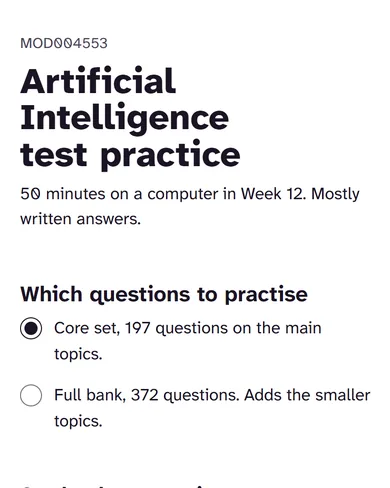 MOD004553
Artificial
Intelligence
test practice
50 minutes on a computer in Week 12. Mostly
written answers.
Which questions to practise
Core set, 197 questions on the main
topics.
Full bank, 372 questions. Adds the smaller
topics.